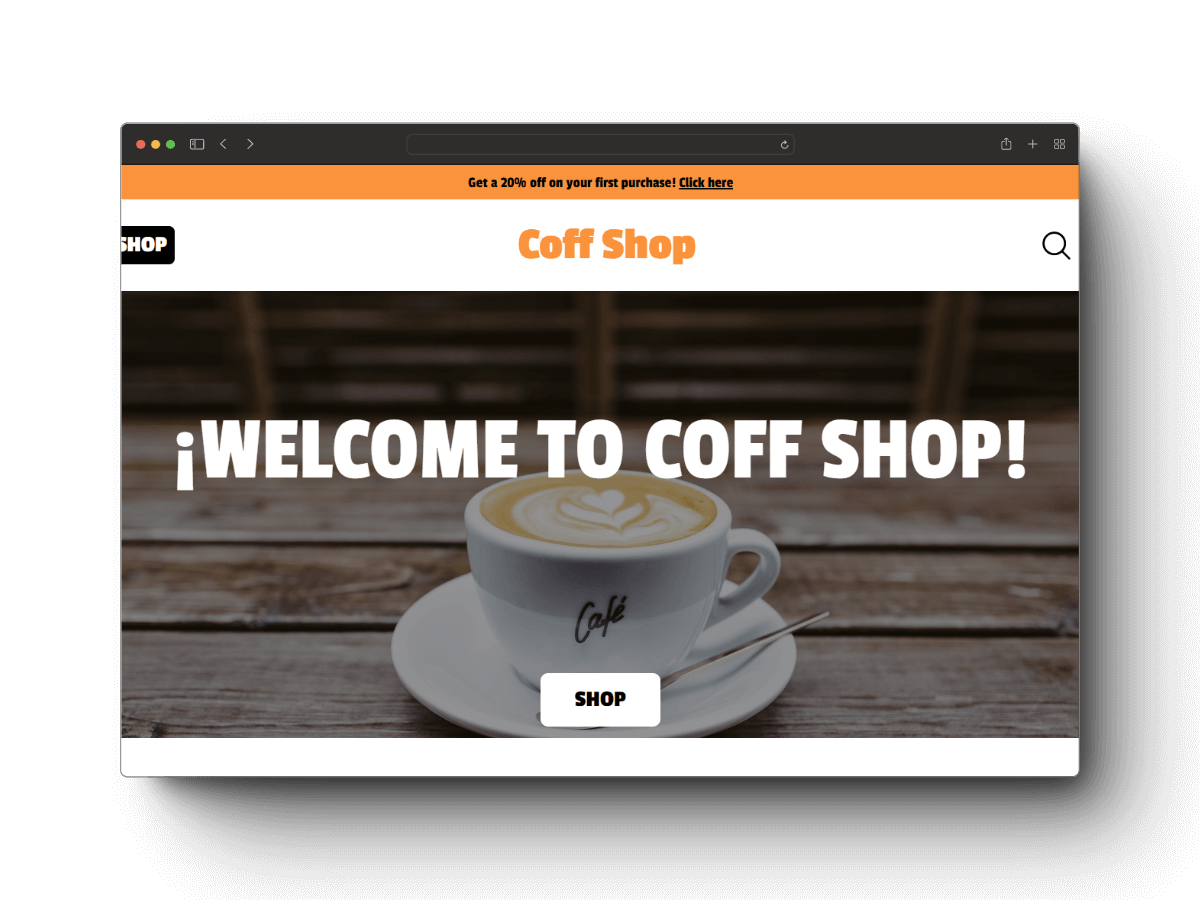 Get a 20% off on your first purchase! Click here
SHOP
Coff Shop
¡WELCOME TO COFF SHOP!
Café
SHOP